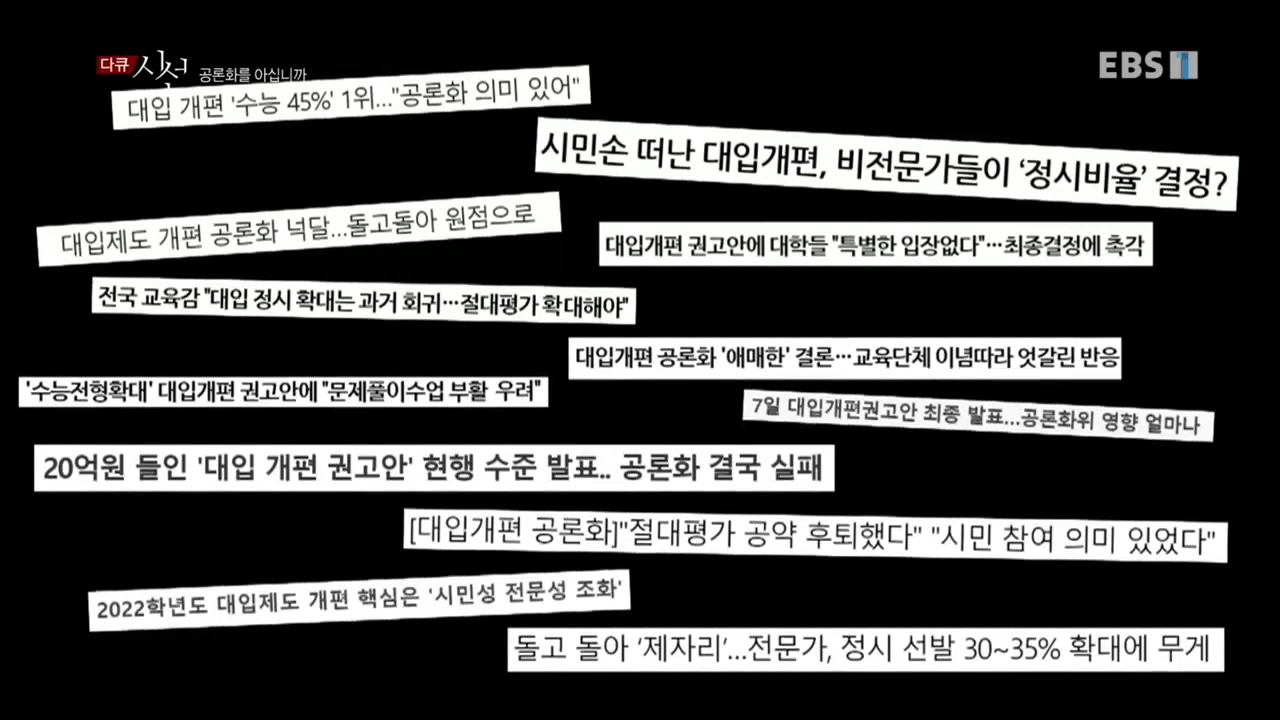 다큐 시선 공론화를 아십니까
EBS 1
대입 개편 '수능 45%' 1위..."공론화 의미 있어"
시민손 떠난 대입개편, 비전문가들이 ‘정시비율’ 결정?
대입제도 개편 공론화 넉달...돌고돌아 원점으로
대입개편 권고안에 대학들 "특별한 입장없다"…최종결정에 촉각
전국 교육감 "대입 정시 확대는 과거 회귀…절대평가 확대해야"
대입개편 공론화 '애매한' 결론…교육단체 이념따라 엇갈린 반응
'수능전형확대' 대입개편 권고안에 "문제풀이수업 부활 우려"
7일 대입개편권고안 최종 발표...공론화위 영향 얼마나
20억원 들인 '대입 개편 권고안' 현행 수준 발표.. 공론화 결국 실패
[대입개편 공론화]"절대평가 공약 후퇴했다" "시민 참여 의미 있었다"
2022학년도 대입제도 개편 핵심은 '시민성 전문성 조화'
돌고 돌아 ‘제자리’...전문가, 정시 선발 30~35% 확대에 무게